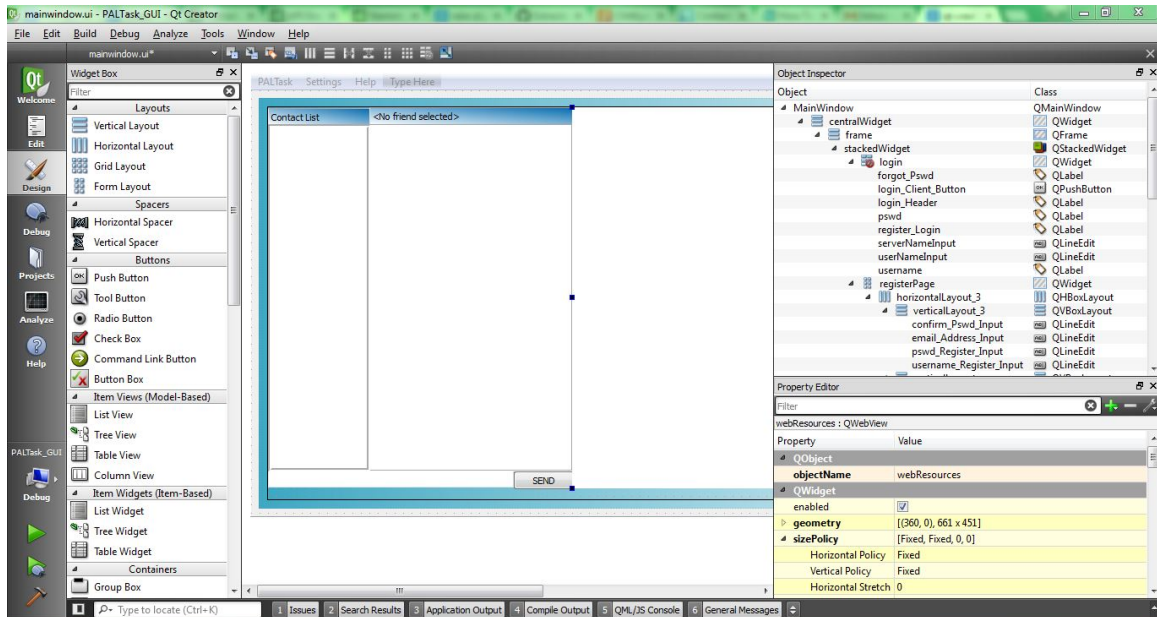 mainwindow.ui - PALTask_GUI - Qt Creator
File Edit Build Debug Analyze Tools Window Help
mainwindow.ui*
Qt
Welcome
Edit
Design
Debug
Projects
Analyze
Help
PALTask_GUI
Debug
Widget Box
Filter
Layouts
Vertical Layout
Horizontal Layout
Grid Layout
Form Layout
Spacers
Horizontal Spacer
Vertical Spacer
Buttons
Push Button
Tool Button
Radio Button
Check Box
Command Link Button
Button Box
Item Views (Model-Based)
List View
Tree View
Table View
Column View
Item Widgets (Item-Based)
List Widget
Tree Widget
Table Widget
Containers
Group Box
PALTask Settings Help Type Here
Contact List <No friend selected>
SEND
Object Inspector
Object Class
MainWindow QMainWindow
centralWidget QWidget
frame QFrame
stackedWidget QStackedWidget
login QWidget
forgot_Pswd QLabel
login_Client_Button QPushButton
login_Header QLabel
pswd QLabel
register_Login QLabel
serverNameInput QLineEdit
userNameInput QLineEdit
username QLabel
registerPage QWidget
horizontalLayout_3 QHBoxLayout
verticalLayout_3 QVBoxLayout
confirm_Pswd_Input QLineEdit
email_Address_Input QLineEdit
pswd_Register_Input QLineEdit
username_Register_Input QLineEdit
Property Editor
Filter
webResources : QWebView
Property Value
QObject
objectName webResources
QWidget
enabled
geometry [(360, 0), 661 x 451]
sizePolicy [Fixed, Fixed, 0, 0]
Horizontal Policy Fixed
Vertical Policy Fixed
Horizontal Stretch 0
Type to locate (Ctrl+K) 1 Issues 2 Search Results 3 Application Output 4 Compile Output 5 QML/JS Console 6 General Messages